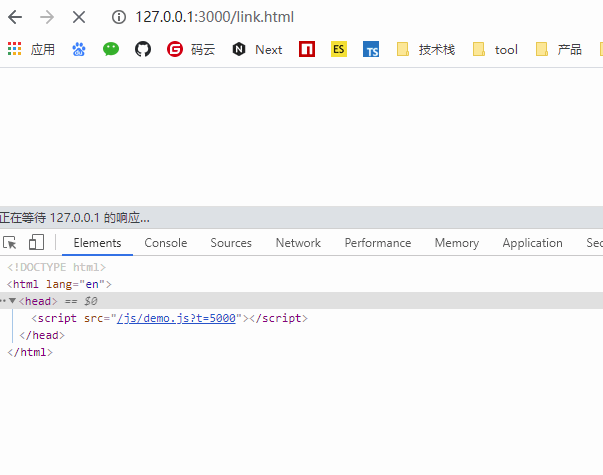 127.0.0.1:3000/link.html
应用 码云 Next ES TS 技术栈 tool 产品
正在等待 127.0.0.1 的响应...
Elements Console Sources Network Performance Memory Application Sec
<!DOCTYPE html>
<html lang="en">
··▼<head> == $0
<script src="/js/demo.js?t=5000"></script>
</head>
</html>